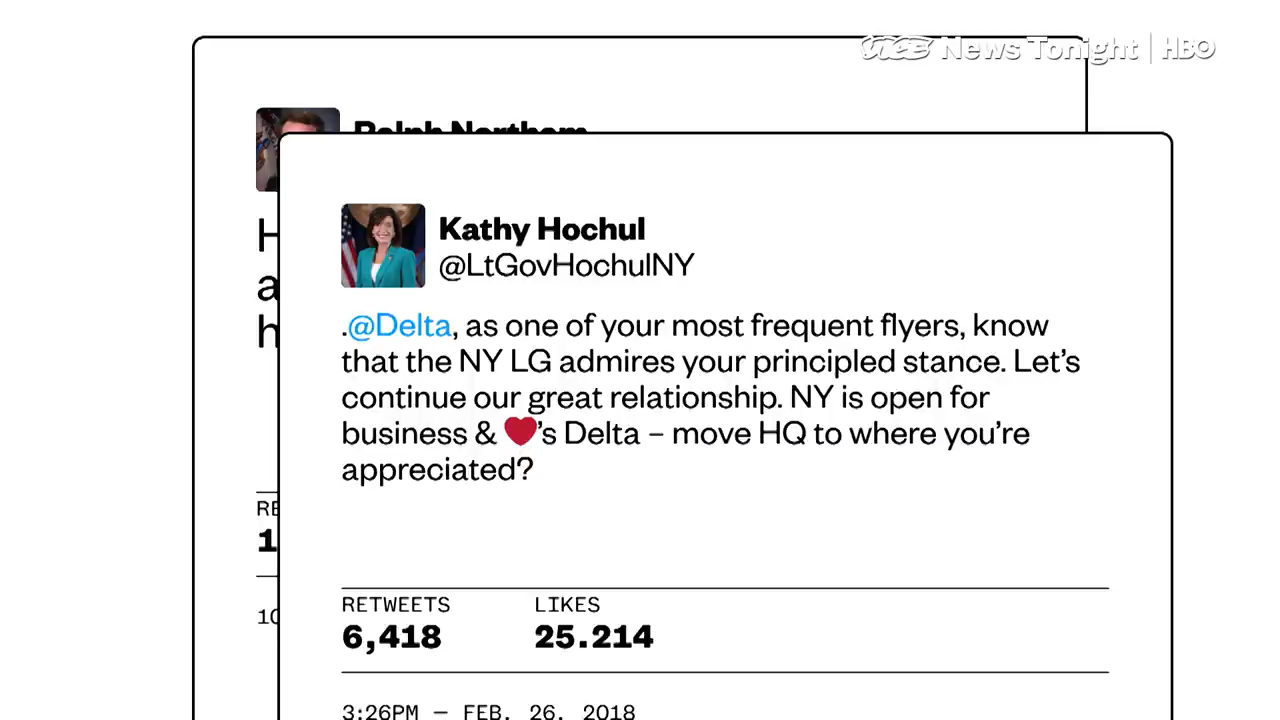 VICE News Tonight | HBO
Ralph Northam
Kathy Hochul
@LtGovHochulNY
.@Delta, as one of your most frequent flyers, know
that the NY LG admires your principled stance. Let’s
continue our great relationship. NY is open for
business & ❤’s Delta – move HQ to where you’re
appreciated?
RETWEETS LIKES
6,418 25.214
3:26PM — FEB. 26, 2018